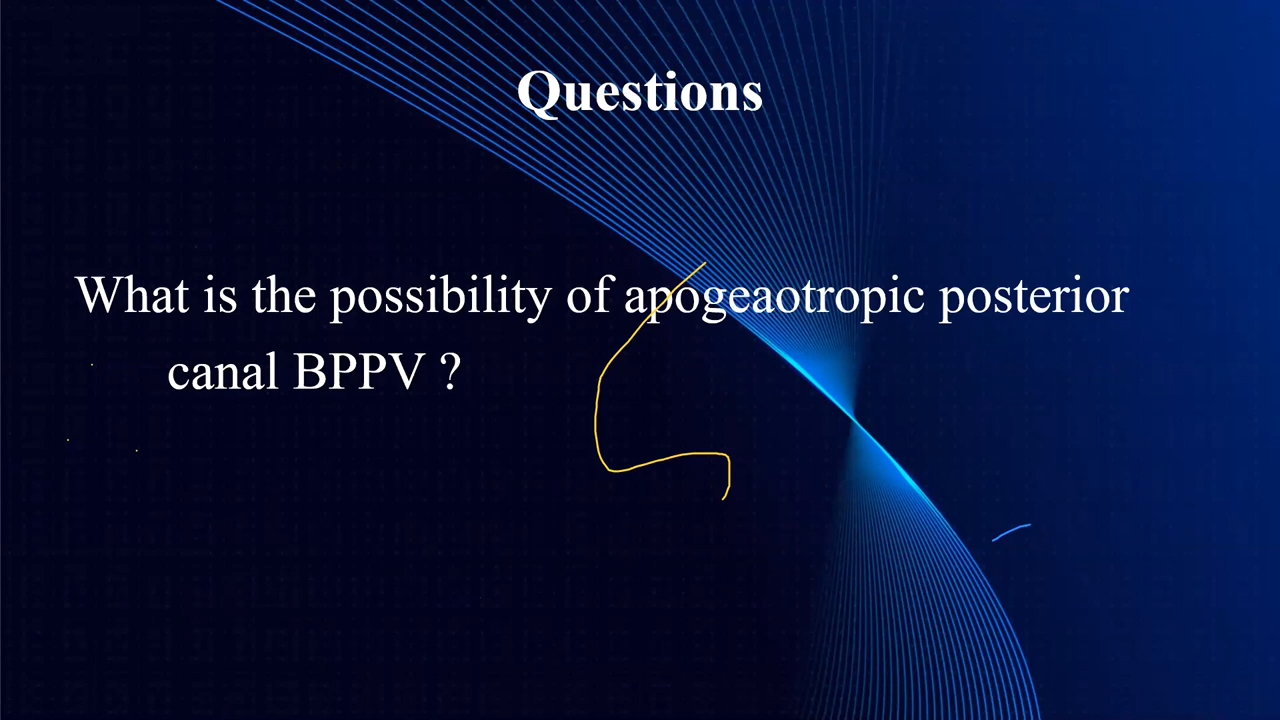 Questions
What is the possibility of apogeaotropic posterior
canal BPPV ?